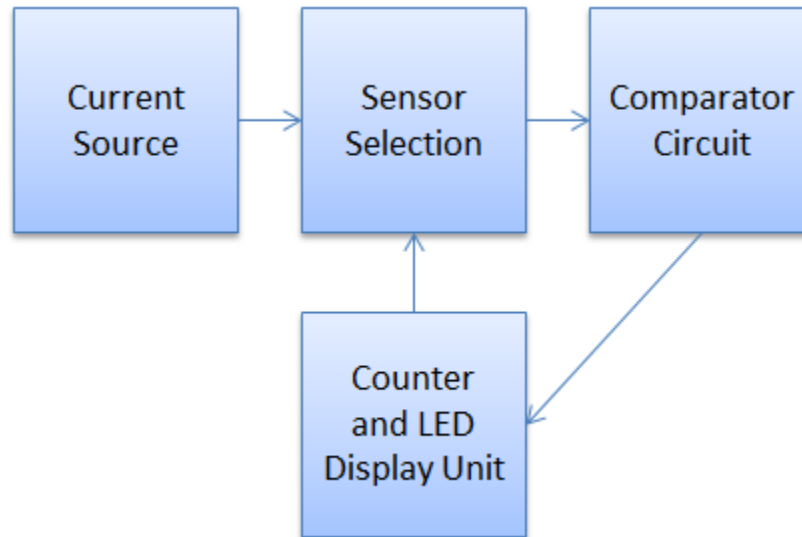 Current
Source
Sensor
Selection
Comparator
Circuit
Counter
and LED
Display Unit